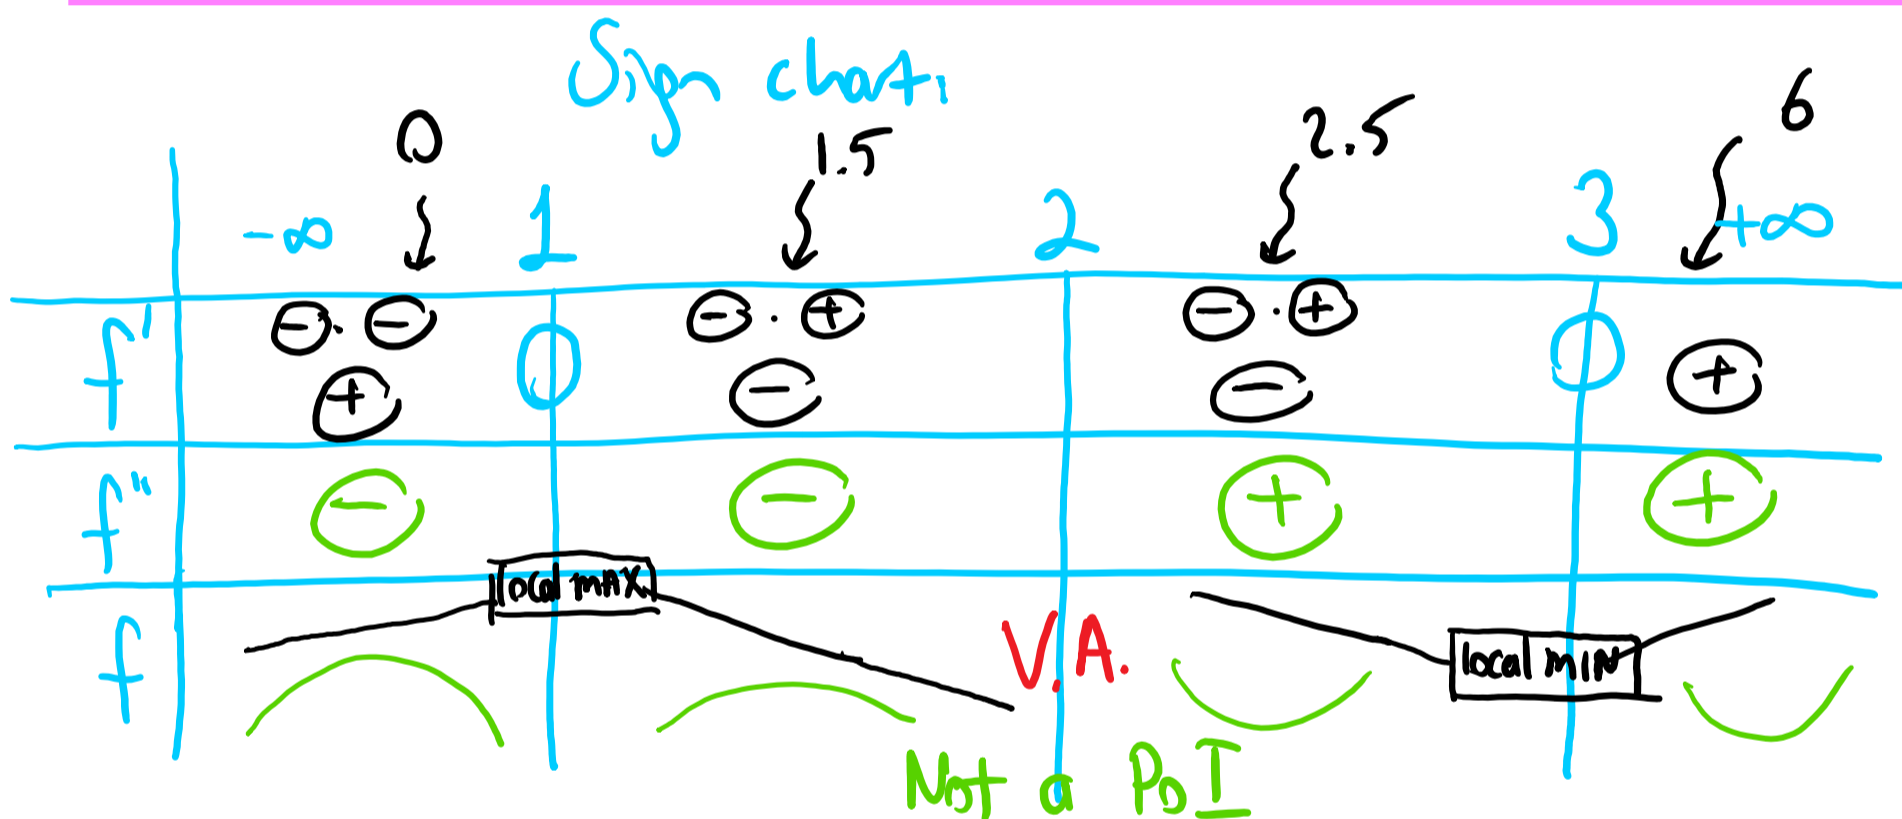 Sign chart:
0 1.5 2.5 6
-∞ 1 2 3 +∞
f' ⊖·⊖ 0 ⊖·⊕ ⊖·⊕ 0 ⊕
⊕ ⊖ ⊖
f" ⊖ ⊖ ⊕ ⊕
local MAX
f V.A. local MIN
Not a PoI